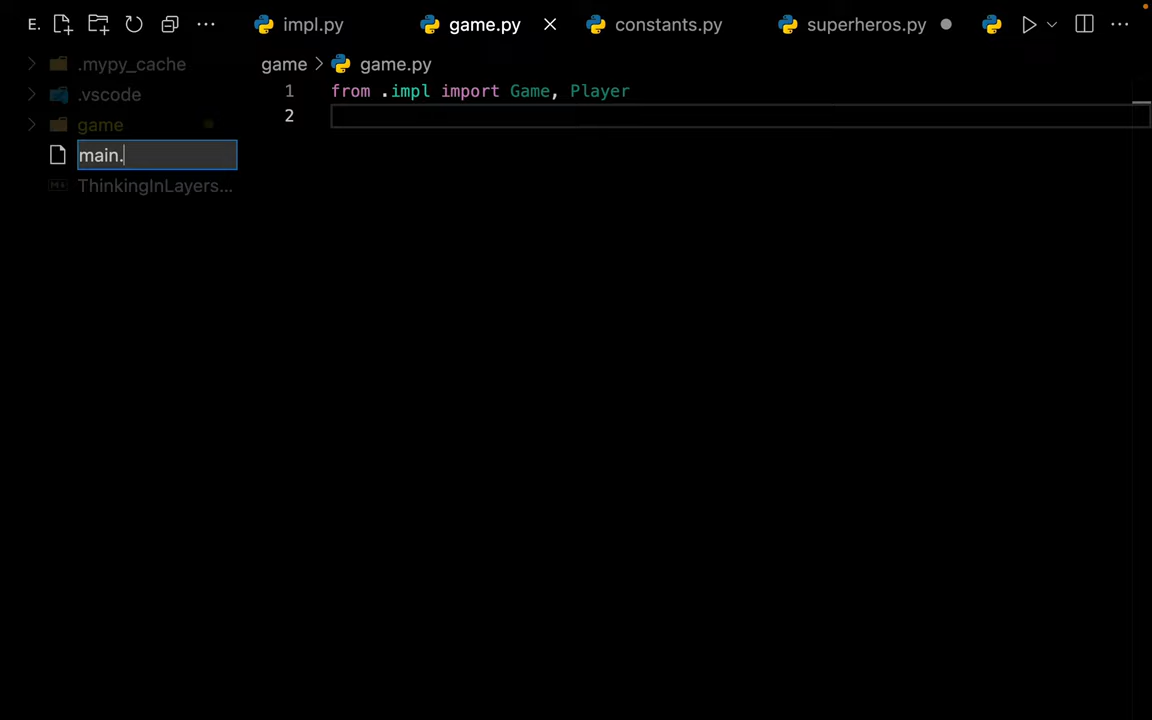 E.
impl.py
game.py
constants.py
superheros.py
.mypy_cache
.vscode
game
main.
ThinkingInLayers...
game > game.py
1 from .impl import Game, Player
2